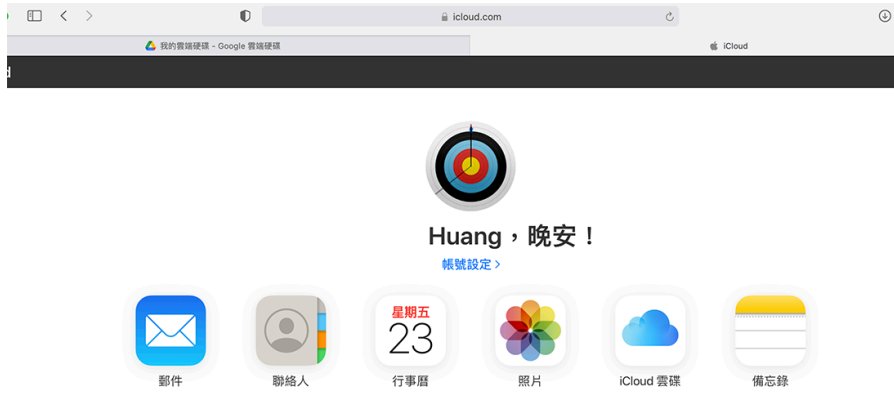 icloud.com
我的雲端硬碟 - Google 雲端硬碟
iCloud
d
Huang，晚安！
帳號設定 >
星期五
23
郵件
聯絡人
行事曆
照片
iCloud 雲碟
備忘錄